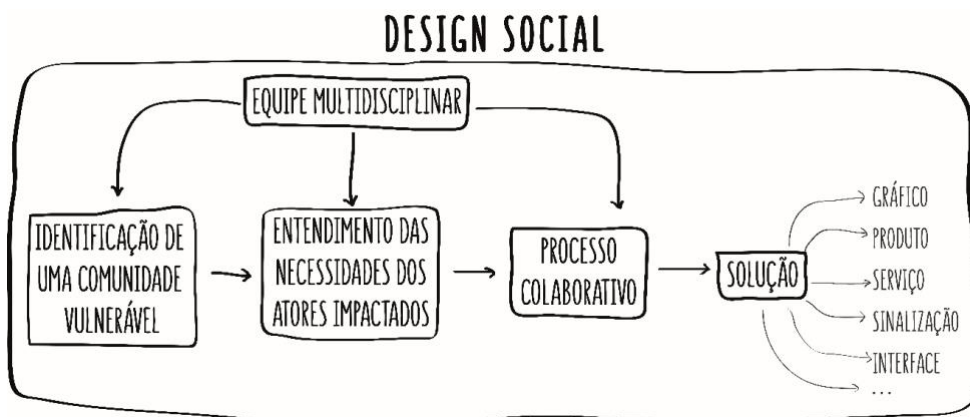 DESIGN SOCIAL
EQUIPE MULTIDISCIPLINAR
IDENTIFICAÇÃO DE
UMA COMUNIDADE
VULNERÁVEL
ENTENDIMENTO DAS
NECESSIDADES DOS
ATORES IMPACTADOS
PROCESSO
COLABORATIVO
SOLUÇÃO
GRÁFICO
PRODUTO
SERVIÇO
SINALIZAÇÃO
INTERFACE
...